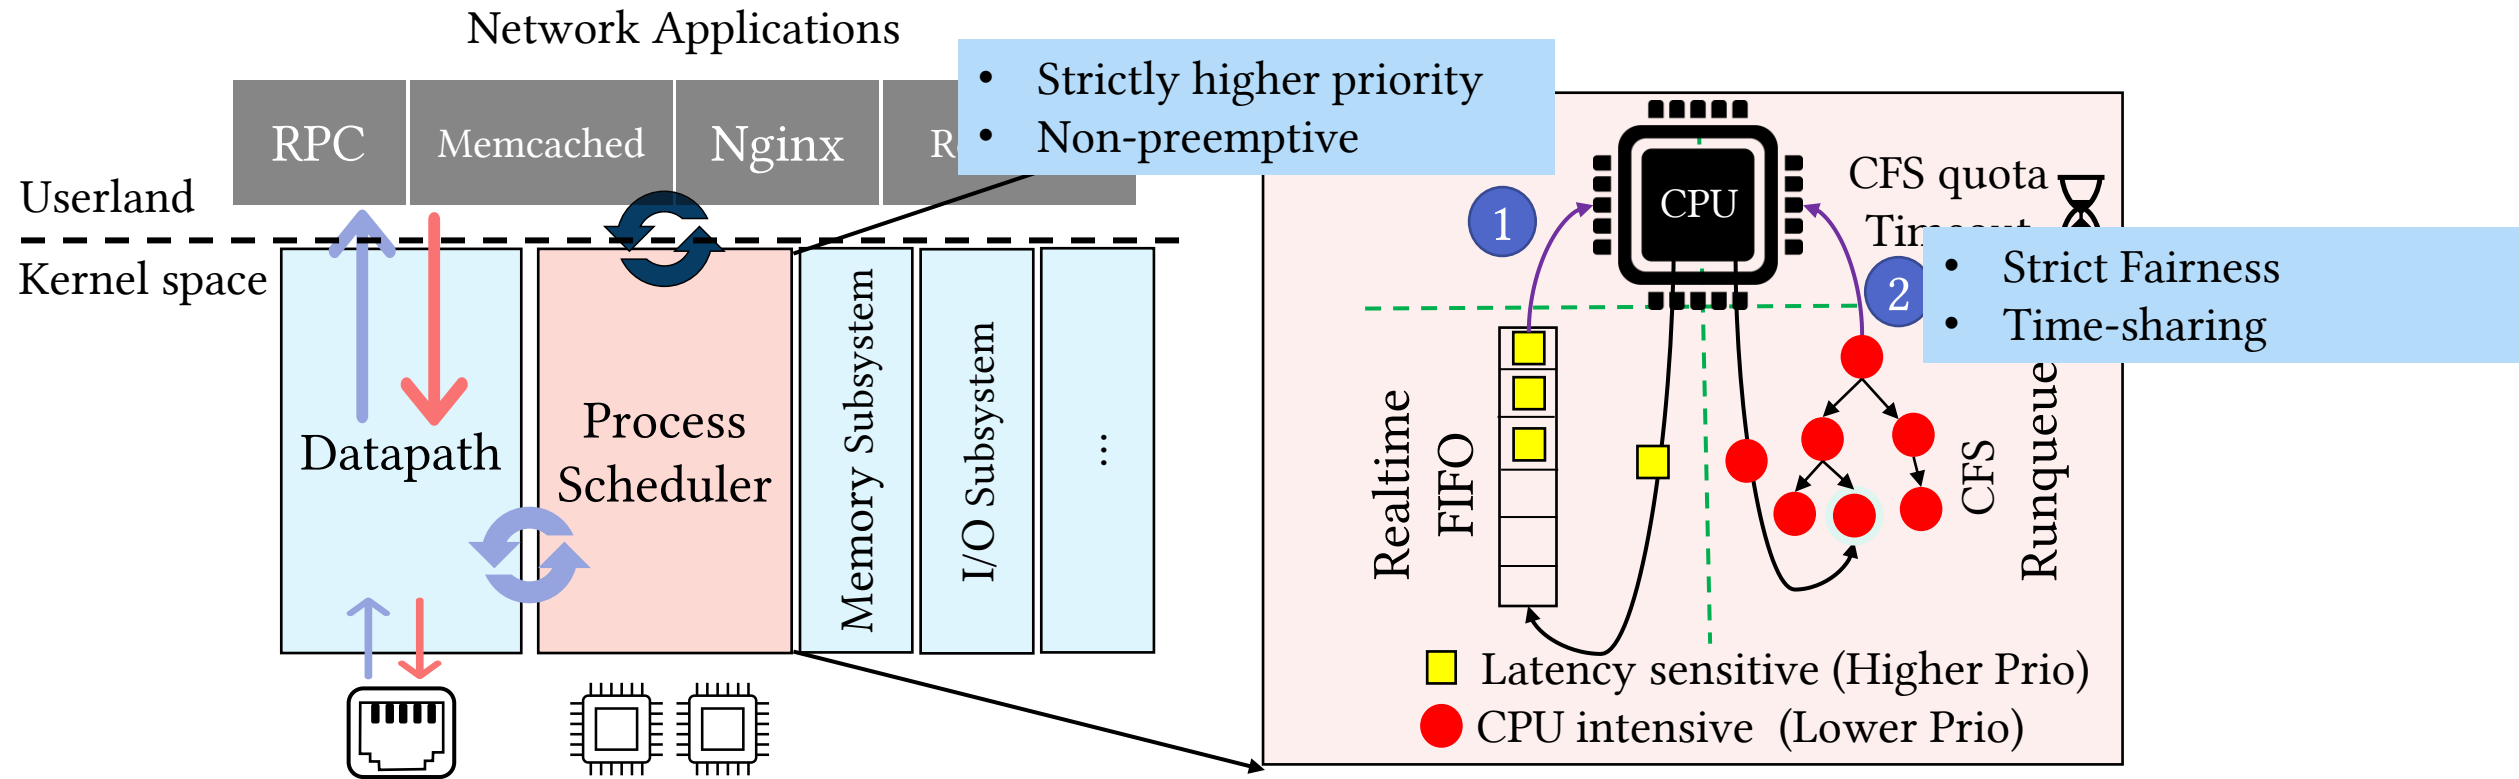 Network Applications
• Strictly higher priority
• Non-preemptive
RPC
Memcached
Nginx
Userland
Kernel space
Datapath
Process
Scheduler
Memory Subsystem
I/O Subsystem
...
CPU
CFS quota
1
2
• Strict Fairness
• Time-sharing
Realtime
FIFO
CFS
Runqueue
Latency sensitive (Higher Prio)
CPU intensive (Lower Prio)